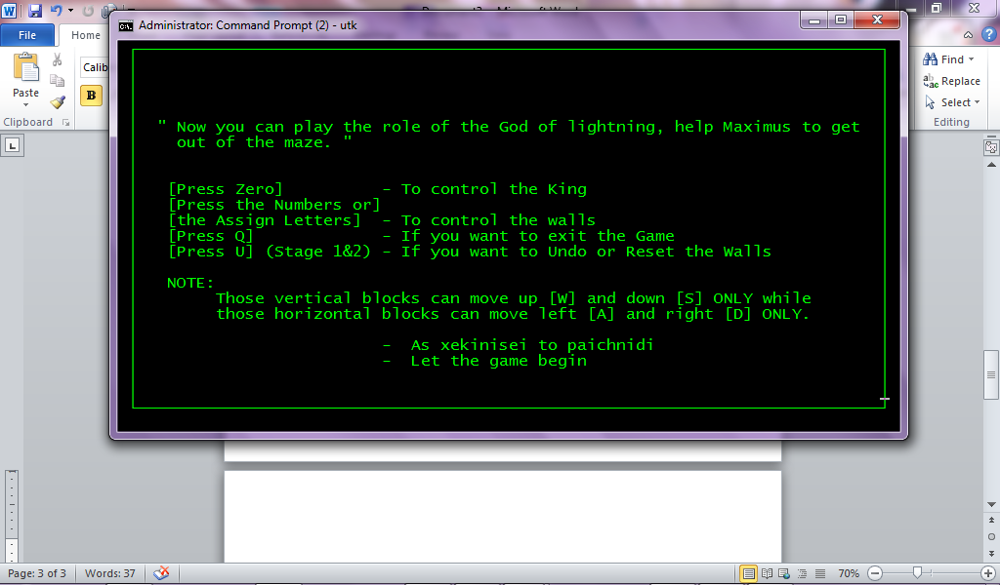 Administrator: Command Prompt (2) - utk
File
Home
Calib
Paste
B
Clipboard
Find
Replace
Select
Editing
" Now you can play the role of the God of lightning, help Maximus to get
out of the maze. "
[Press Zero] - To control the King
[Press the Numbers or]
[the Assign Letters] - To control the walls
[Press Q] - If you want to exit the Game
[Press U] (Stage 1&2) - If you want to Undo or Reset the Walls
NOTE:
Those vertical blocks can move up [W] and down [S] ONLY while
those horizontal blocks can move left [A] and right [D] ONLY.
- As xekinisei to paichnidi
- Let the game begin
Page: 3 of 3
Words: 37
70%